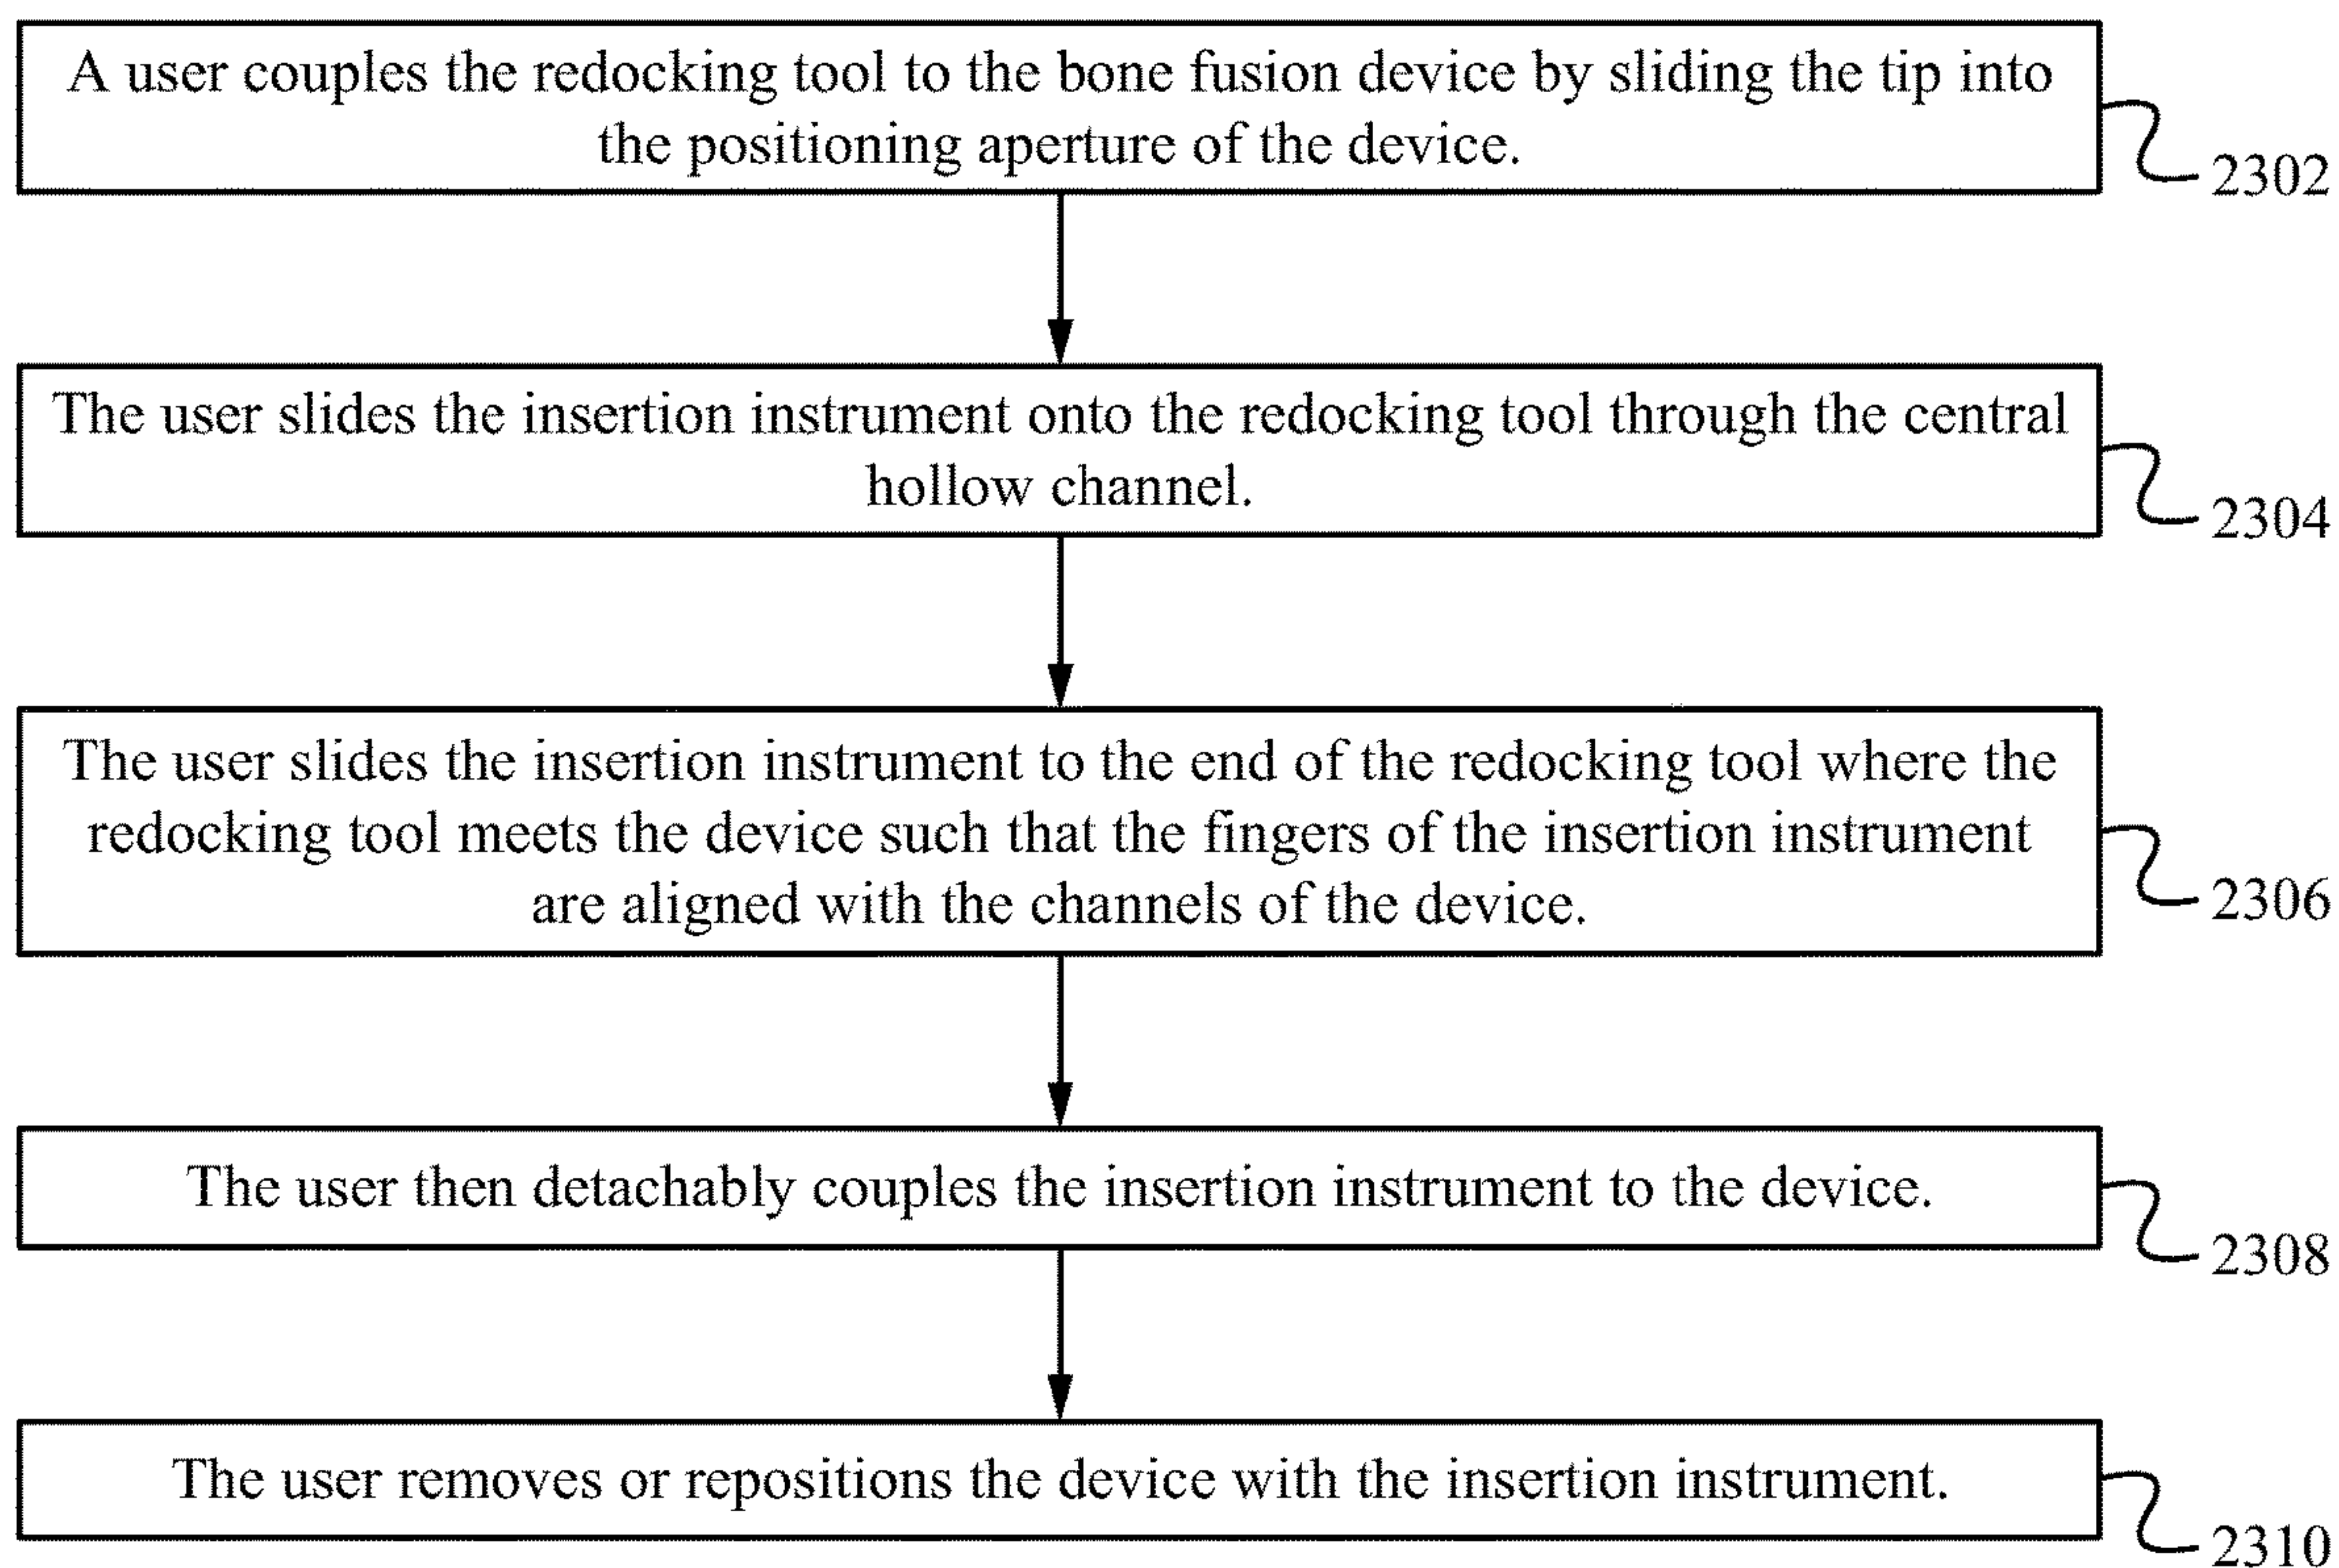 A user couples the redocking tool to the bone fusion device by sliding the tip into
the positioning aperture of the device.
2302
The user slides the insertion instrument onto the redocking tool through the central
hollow channel.
2304
The user slides the insertion instrument to the end of the redocking tool where the
redocking tool meets the device such that the fingers of the insertion instrument
are aligned with the channels of the device.
2306
The user then detachably couples the insertion instrument to the device.
2308
The user removes or repositions the device with the insertion instrument.
2310